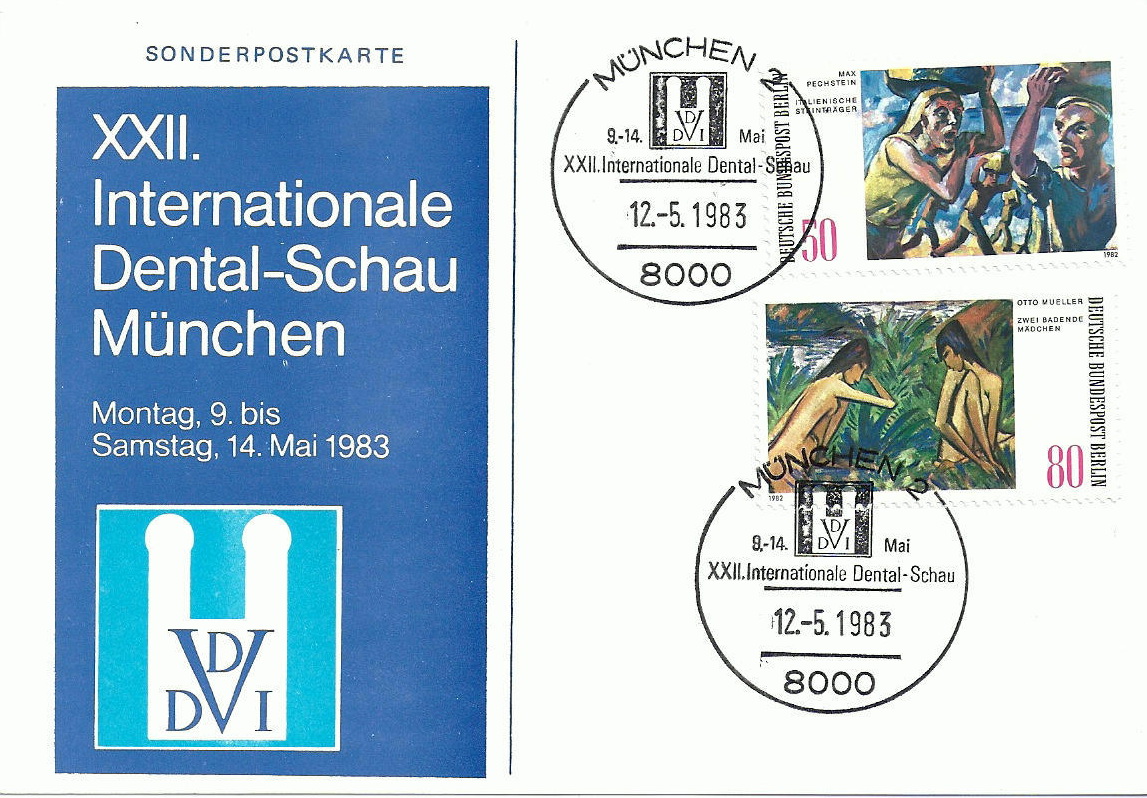 SONDERPOSTKARTE
XXII.
Internationale
Dental-Schau
München
Montag, 9. bis
Samstag, 14. Mai 1983
VDDI
MÜNCHEN 2
VDDI
9.-14. Mai
XXII.Internationale Dental-Schau
12.-5.1983
8000
MAX
PECHSTEIN
ITALIENISCHE
STEINTRÄGER
DEUTSCHE BUNDESPOST BERLIN
50
1982
OTTO MUELLER
ZWEI BADENDE
MÄDCHEN
DEUTSCHE BUNDESPOST BERLIN
80
1982
MÜNCHEN 2
VDDI
9.-14. Mai
XXII.Internationale Dental-Schau
12.-5.1983
8000